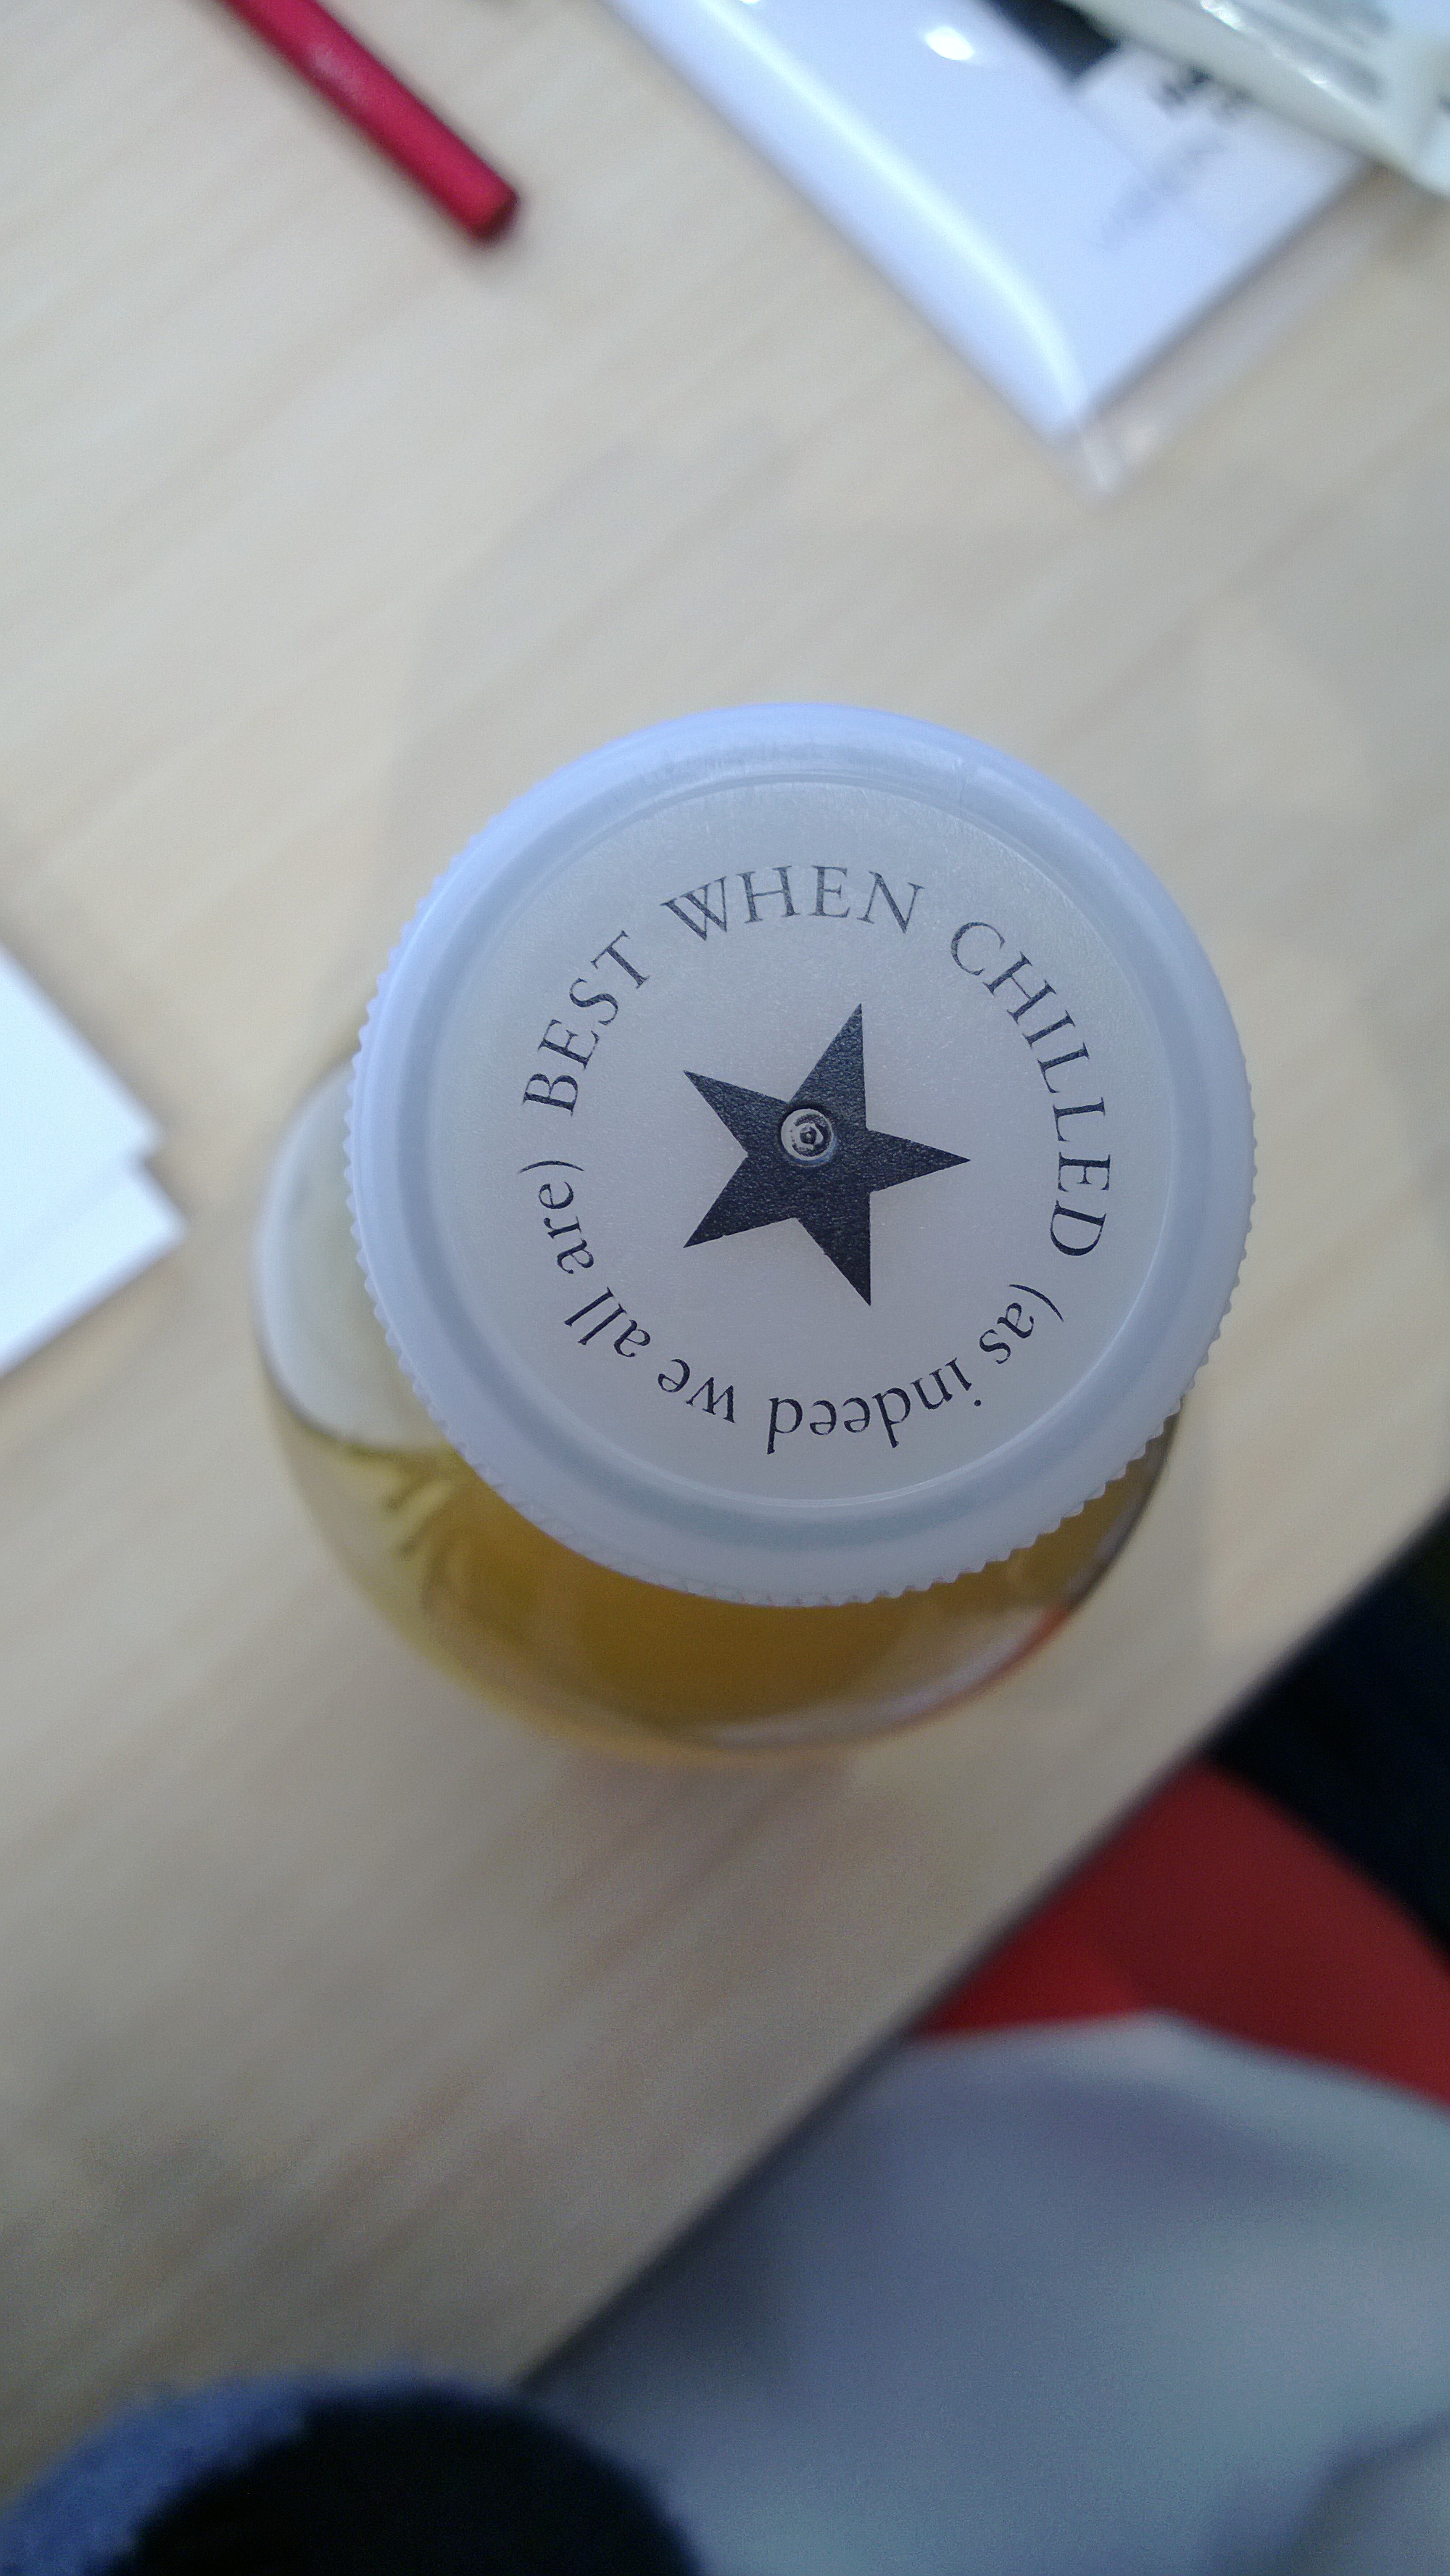 BEST WHEN CHILLED (as indeed we all are)